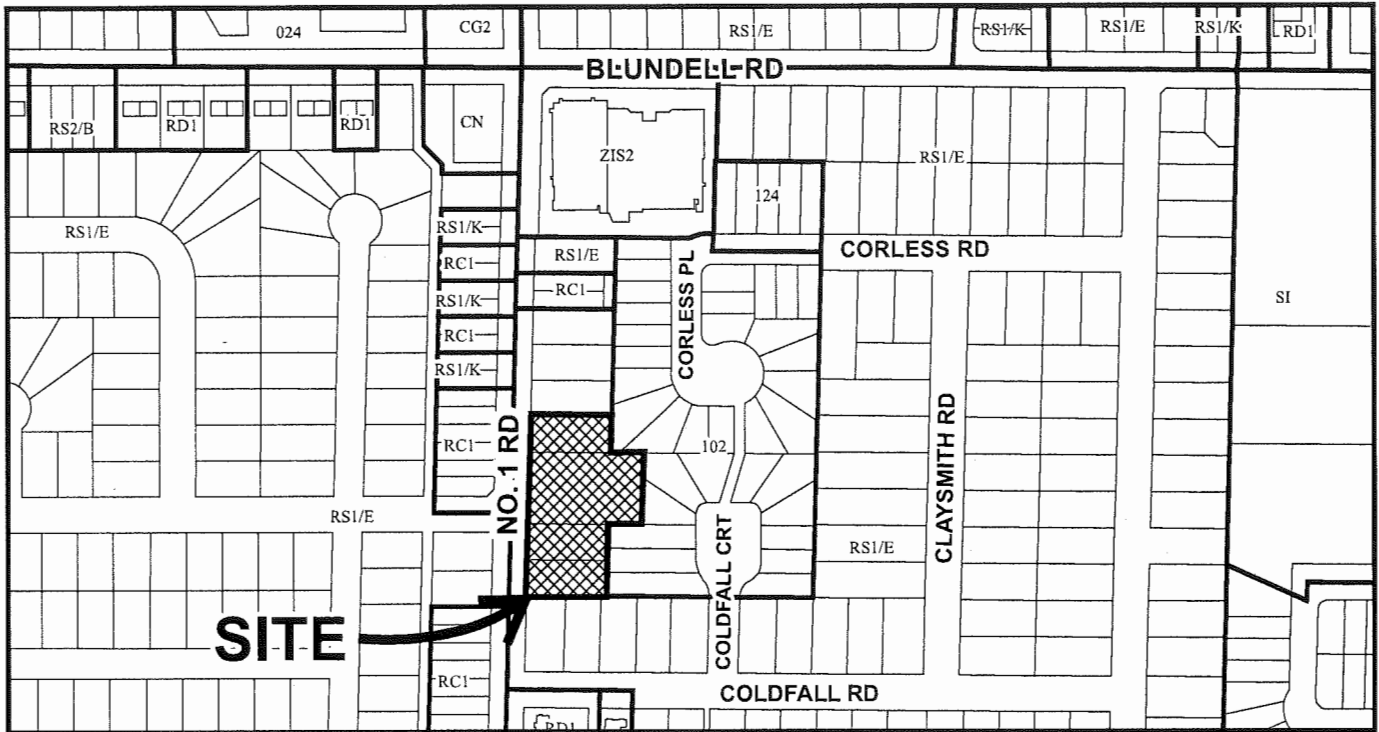 024
CG2
RS1/E
RS1/K
RS1/E
RS1/K
RD1
BLUNDELL RD
RS2/B
RD1
RD1
CN
ZIS2
RS1/E
124
RS1/E
RS1/K
RC1
RS1/K
RC1
RS1/K
RC1
RS1/E
RC1
CORLESS PL
CORLESS RD
SI
NO. 1 RD
102
CLAYSMITH RD
RS1/E
COLDFALL CRT
RS1/E
SITE
RC1
COLDFALL RD
RD1